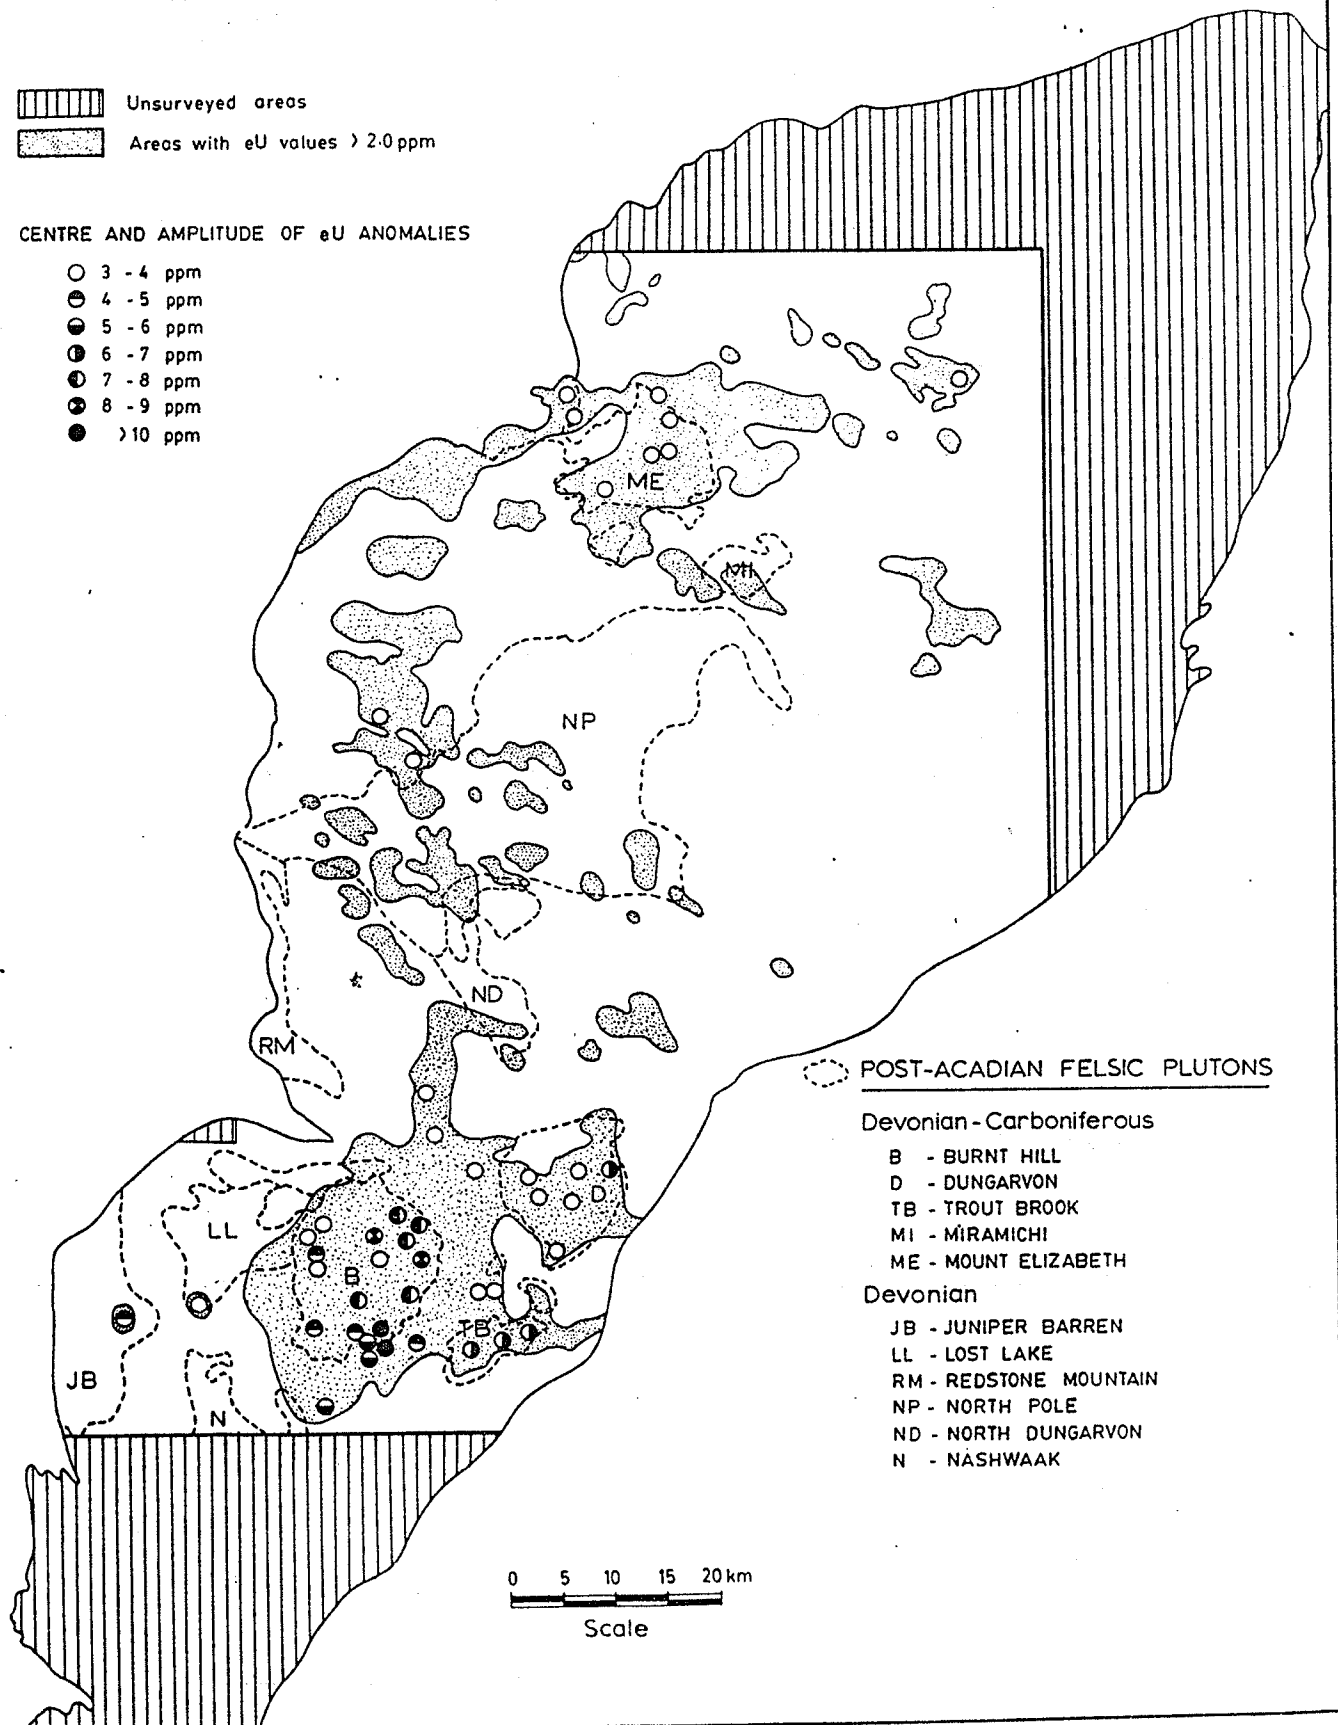 Unsurveyed areas
Areas with eU values > 2.0 ppm
CENTRE AND AMPLITUDE OF eU ANOMALIES
3 - 4 ppm
4 - 5 ppm
5 - 6 ppm
6 - 7 ppm
7 - 8 ppm
8 - 9 ppm
>10 ppm
ME
MI
NP
ND
RM
LL
D
B
TB
JB
N
POST-ACADIAN FELSIC PLUTONS
Devonian - Carboniferous
B - BURNT HILL
D - DUNGARVON
TB - TROUT BROOK
MI - MIRAMICHI
ME - MOUNT ELIZABETH
Devonian
JB - JUNIPER BARREN
LL - LOST LAKE
RM - REDSTONE MOUNTAIN
NP - NORTH POLE
ND - NORTH DUNGARVON
N - NASHWAAK
0 5 10 15 20 km
Scale